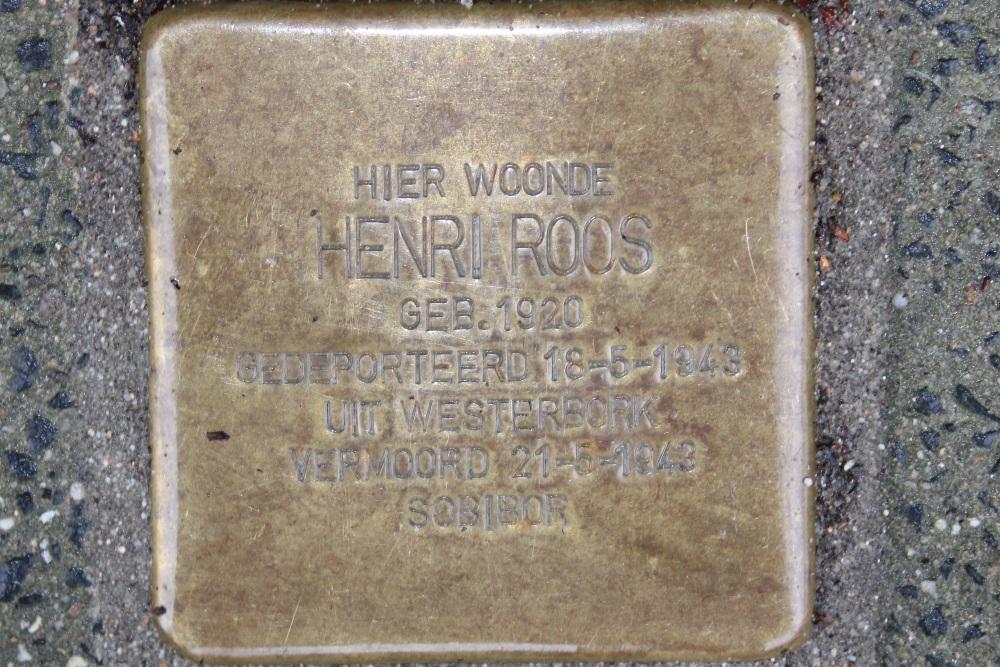 HIER WOONDE
HENRI ROOS
GEB. 1920
GEDEPORTEERD 18-5-1943
UIT WESTERBORK
VERMOORD 21-5-1943
SOBIBOR